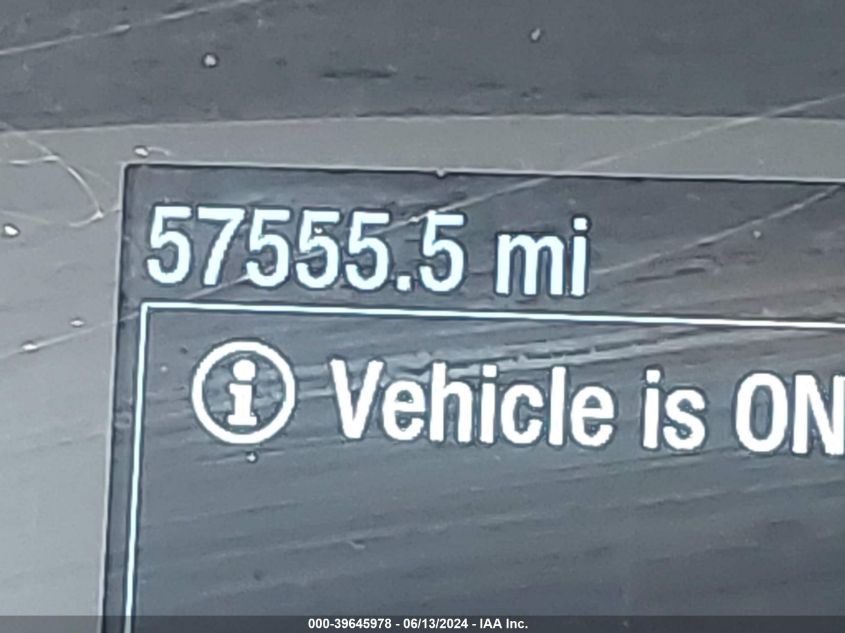 57555.5 mi
i Vehicle is ON
000-39645978 - 06/13/2024 - IAA Inc.